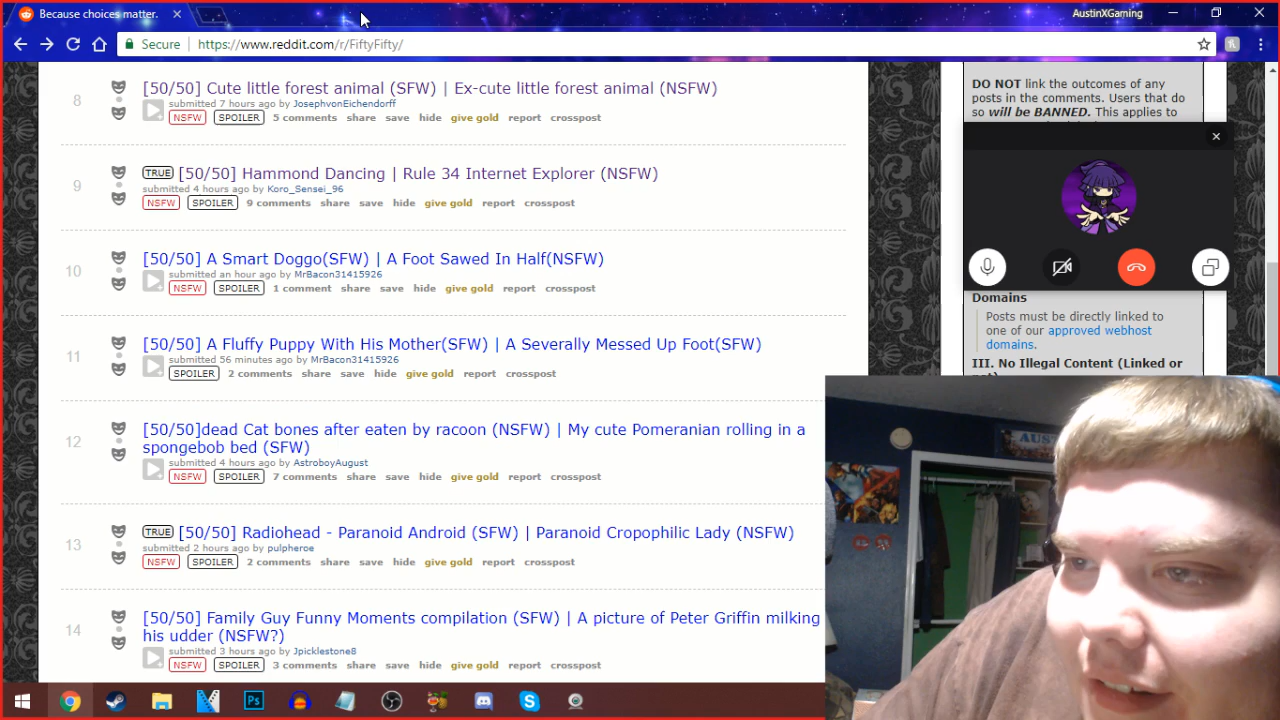 Because choices matter.
AustinXGaming
Secure
https://www.reddit.com/r/FiftyFifty/
8
[50/50] Cute little forest animal (SFW) | Ex-cute little forest animal (NSFW)
submitted 7 hours ago by JosephvonEichendorff
NSFW SPOILER 5 comments share save hide give gold report crosspost
9
TRUE [50/50] Hammond Dancing | Rule 34 Internet Explorer (NSFW)
submitted 4 hours ago by Koro_Sensei_96
NSFW SPOILER 9 comments share save hide give gold report crosspost
10
[50/50] A Smart Doggo(SFW) | A Foot Sawed In Half(NSFW)
submitted an hour ago by MrBacon31415926
NSFW SPOILER 1 comment share save hide give gold report crosspost
11
[50/50] A Fluffy Puppy With His Mother(SFW) | A Severally Messed Up Foot(SFW)
submitted 56 minutes ago by MrBacon31415926
SPOILER 2 comments share save hide give gold report crosspost
12
[50/50]dead Cat bones after eaten by racoon (NSFW) | My cute Pomeranian rolling in a
spongebob bed (SFW)
submitted 4 hours ago by AstroboyAugust
NSFW SPOILER 7 comments share save hide give gold report crosspost
13
TRUE [50/50] Radiohead - Paranoid Android (SFW) | Paranoid Cropophilic Lady (NSFW)
submitted 2 hours ago by pulpheroe
NSFW SPOILER 2 comments share save hide give gold report crosspost
14
[50/50] Family Guy Funny Moments compilation (SFW) | A picture of Peter Griffin milking
his udder (NSFW?)
submitted 3 hours ago by Jpicklestone8
NSFW SPOILER 3 comments share save hide give gold report crosspost
DO NOT link the outcomes of any
posts in the comments. Users that do
so will be BANNED. This applies to
Domains
Posts must be directly linked to
one of our approved webhost
domains.
III. No Illegal Content (Linked or
Ps